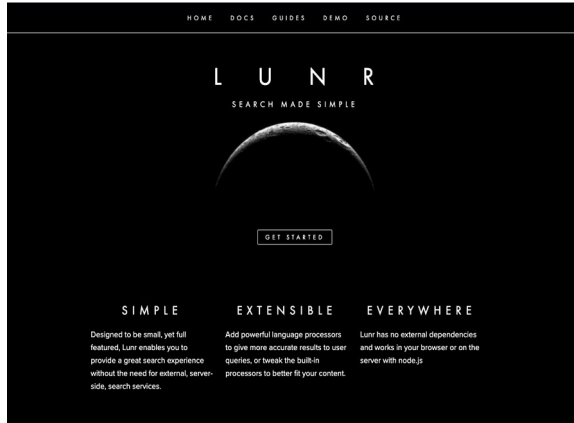 HOME DOCS GUIDES DEMO SOURCE
LUNR
SEARCH MADE SIMPLE
GET STARTED
SIMPLE
Designed to be small, yet full
featured, Lunr enables you to
provide a great search experience
without the need for external, server-
side, search services.
EXTENSIBLE
Add powerful language processors
to give more accurate results to user
queries, or tweak the built-in
processors to better fit your content.
EVERYWHERE
Lunr has no external dependencies
and works in your browser or on the
server with node.js